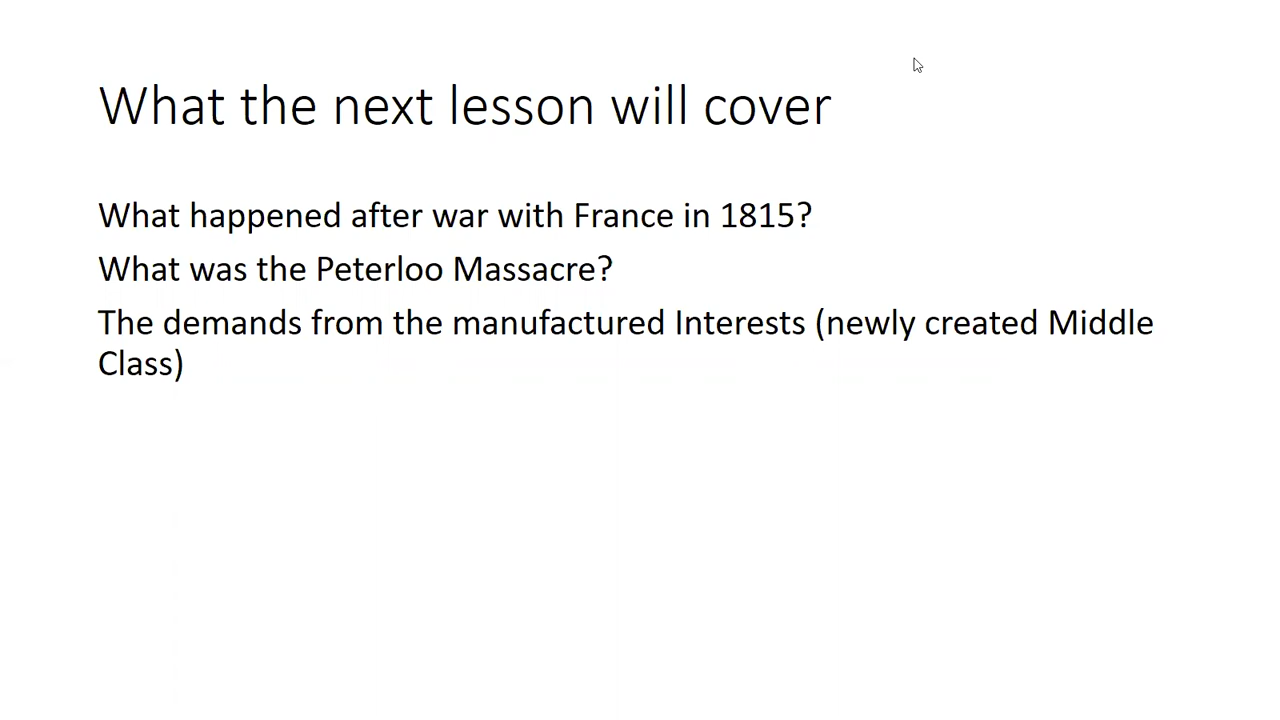 What the next lesson will cover
What happened after war with France in 1815?
What was the Peterloo Massacre?
The demands from the manufactured Interests (newly created Middle
Class)